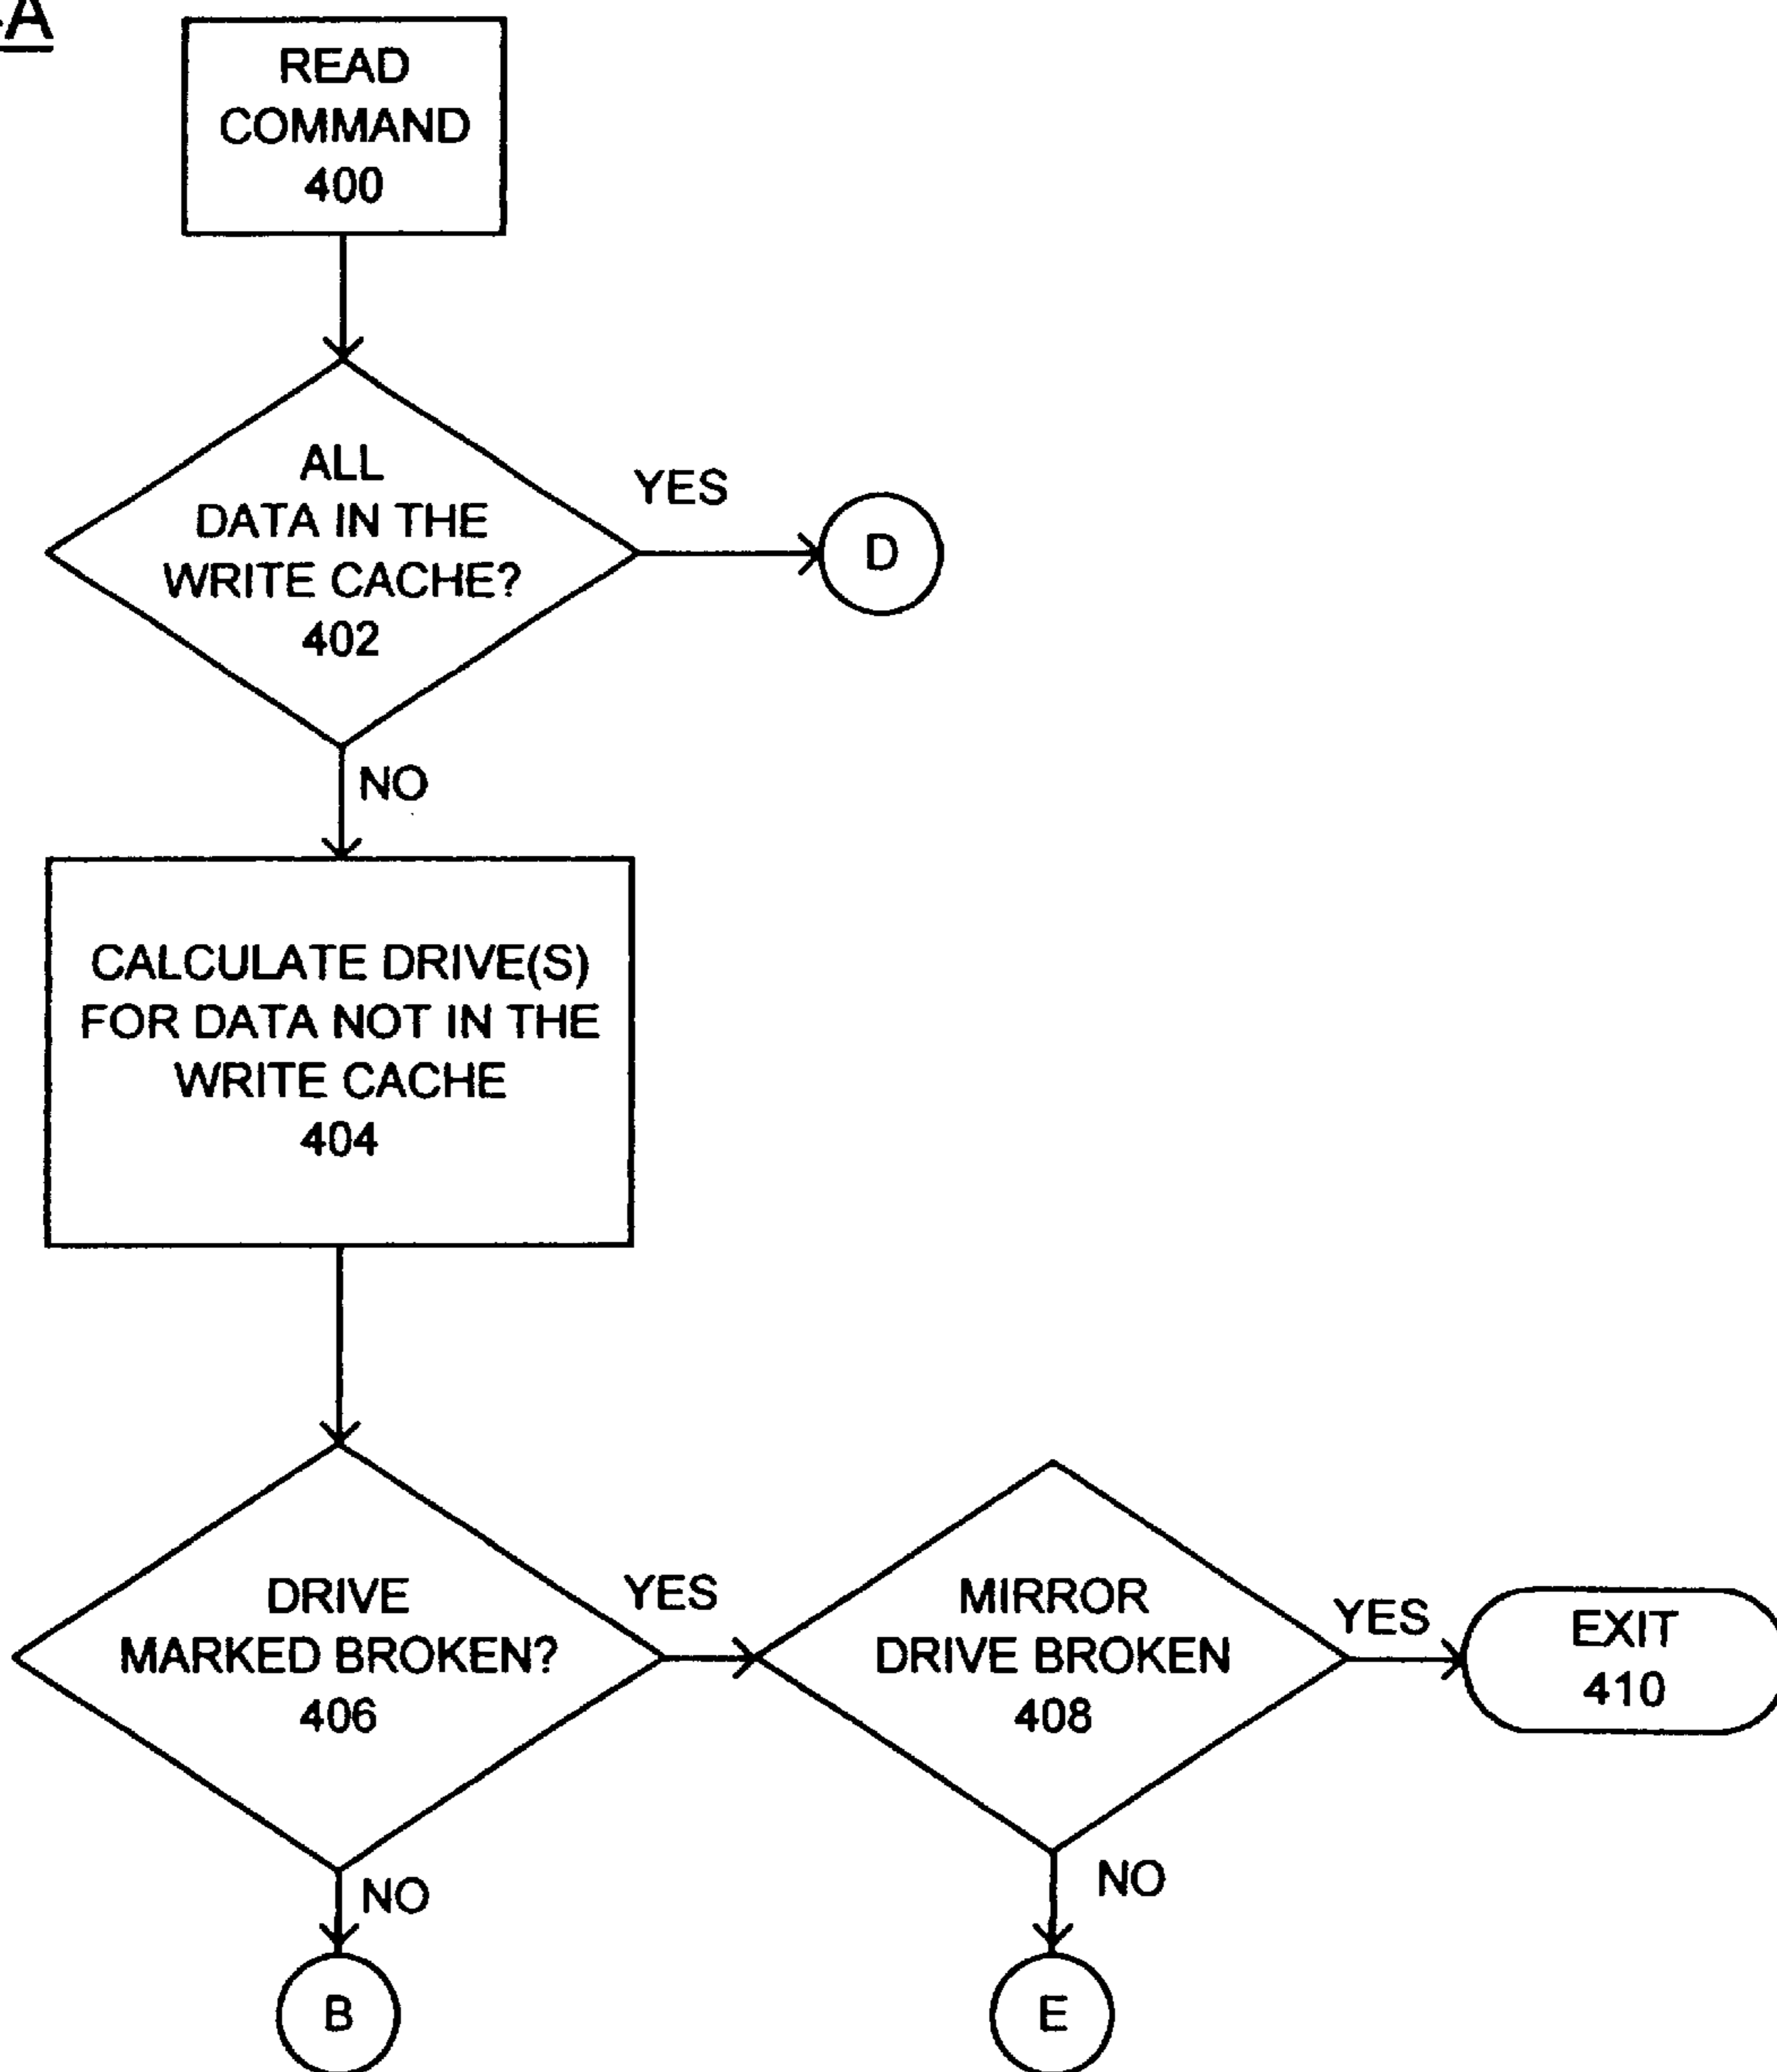 READ
COMMAND
400
ALL
DATA IN THE
WRITE CACHE?
402
YES
D
NO
CALCULATE DRIVE(S)
FOR DATA NOT IN THE
WRITE CACHE
404
DRIVE
MARKED BROKEN?
406
YES
MIRROR
DRIVE BROKEN
408
YES
EXIT
410
NO
B
NO
E